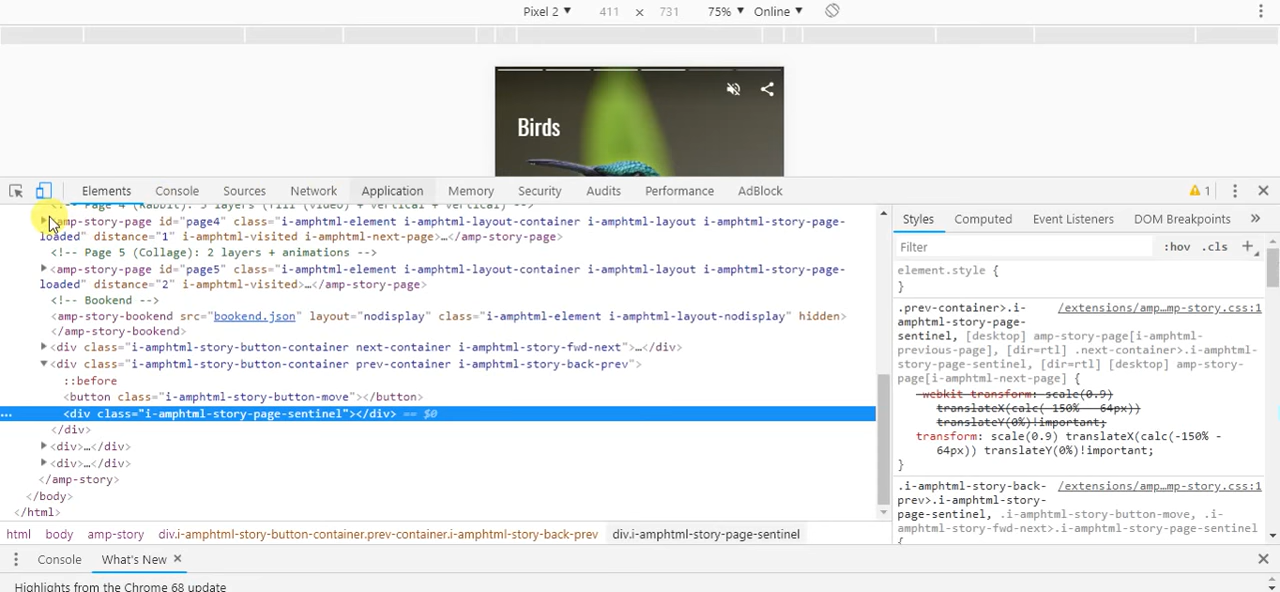 Pixel 2 ▼ 411 × 731 75% ▼ Online ▼
Birds
Elements Console Sources Network Application Memory Security Audits Performance AdBlock 1
<!-- Page 4 (Rabbit): 3 layers (fill (video) + vertical + vertical) -->
<amp-story-page id="page4" class="i-amphtml-element i-amphtml-layout-container i-amphtml-layout i-amphtml-story-page-
loaded" distance="1" i-amphtml-visited i-amphtml-next-page>…</amp-story-page>
<!-- Page 5 (Collage): 2 layers + animations -->
<amp-story-page id="page5" class="i-amphtml-element i-amphtml-layout-container i-amphtml-layout i-amphtml-story-page-
loaded" distance="2" i-amphtml-visited>…</amp-story-page>
<!-- Bookend -->
<amp-story-bookend src="bookend.json" layout="nodisplay" class="i-amphtml-element i-amphtml-layout-nodisplay" hidden>
</amp-story-bookend>
<div class="i-amphtml-story-button-container next-container i-amphtml-story-fwd-next">…</div>
<div class="i-amphtml-story-button-container prev-container i-amphtml-story-back-prev">
::before
<button class="i-amphtml-story-button-move"></button>
… <div class="i-amphtml-story-page-sentinel"></div> == $0
</div>
<div>…</div>
<div>…</div>
</amp-story>
</body>
</html>
html body amp-story div.i-amphtml-story-button-container.prev-container.i-amphtml-story-back-prev div.i-amphtml-story-page-sentinel
Styles Computed Event Listeners DOM Breakpoints »
Filter :hov .cls +
element.style {
}
.prev-container>.i- /extensions/amp…mp-story.css:1
amphtml-story-page-
sentinel, [desktop] amp-story-page[i-amphtml-
previous-page], [dir=rtl] .next-container>.i-
amphtml-story-page-sentinel, [dir=rtl] [desktop] amp-story-
page[i-amphtml-next-page] {
-webkit-transform: scale(0.9)
translateX(calc(-150% - 64px))
translateY(0%)!important;
transform: scale(0.9) translateX(calc(-150% -
64px)) translateY(0%)!important;
}
.i-amphtml-story-back- /extensions/amp…mp-story.css:1
prev>.i-amphtml-story-
page-sentinel, .i-amphtml-story-button-move, .i-
amphtml-story-fwd-next>.i-amphtml-story-page-sentinel
{
Console What's New ×
Highlights from the Chrome 68 update